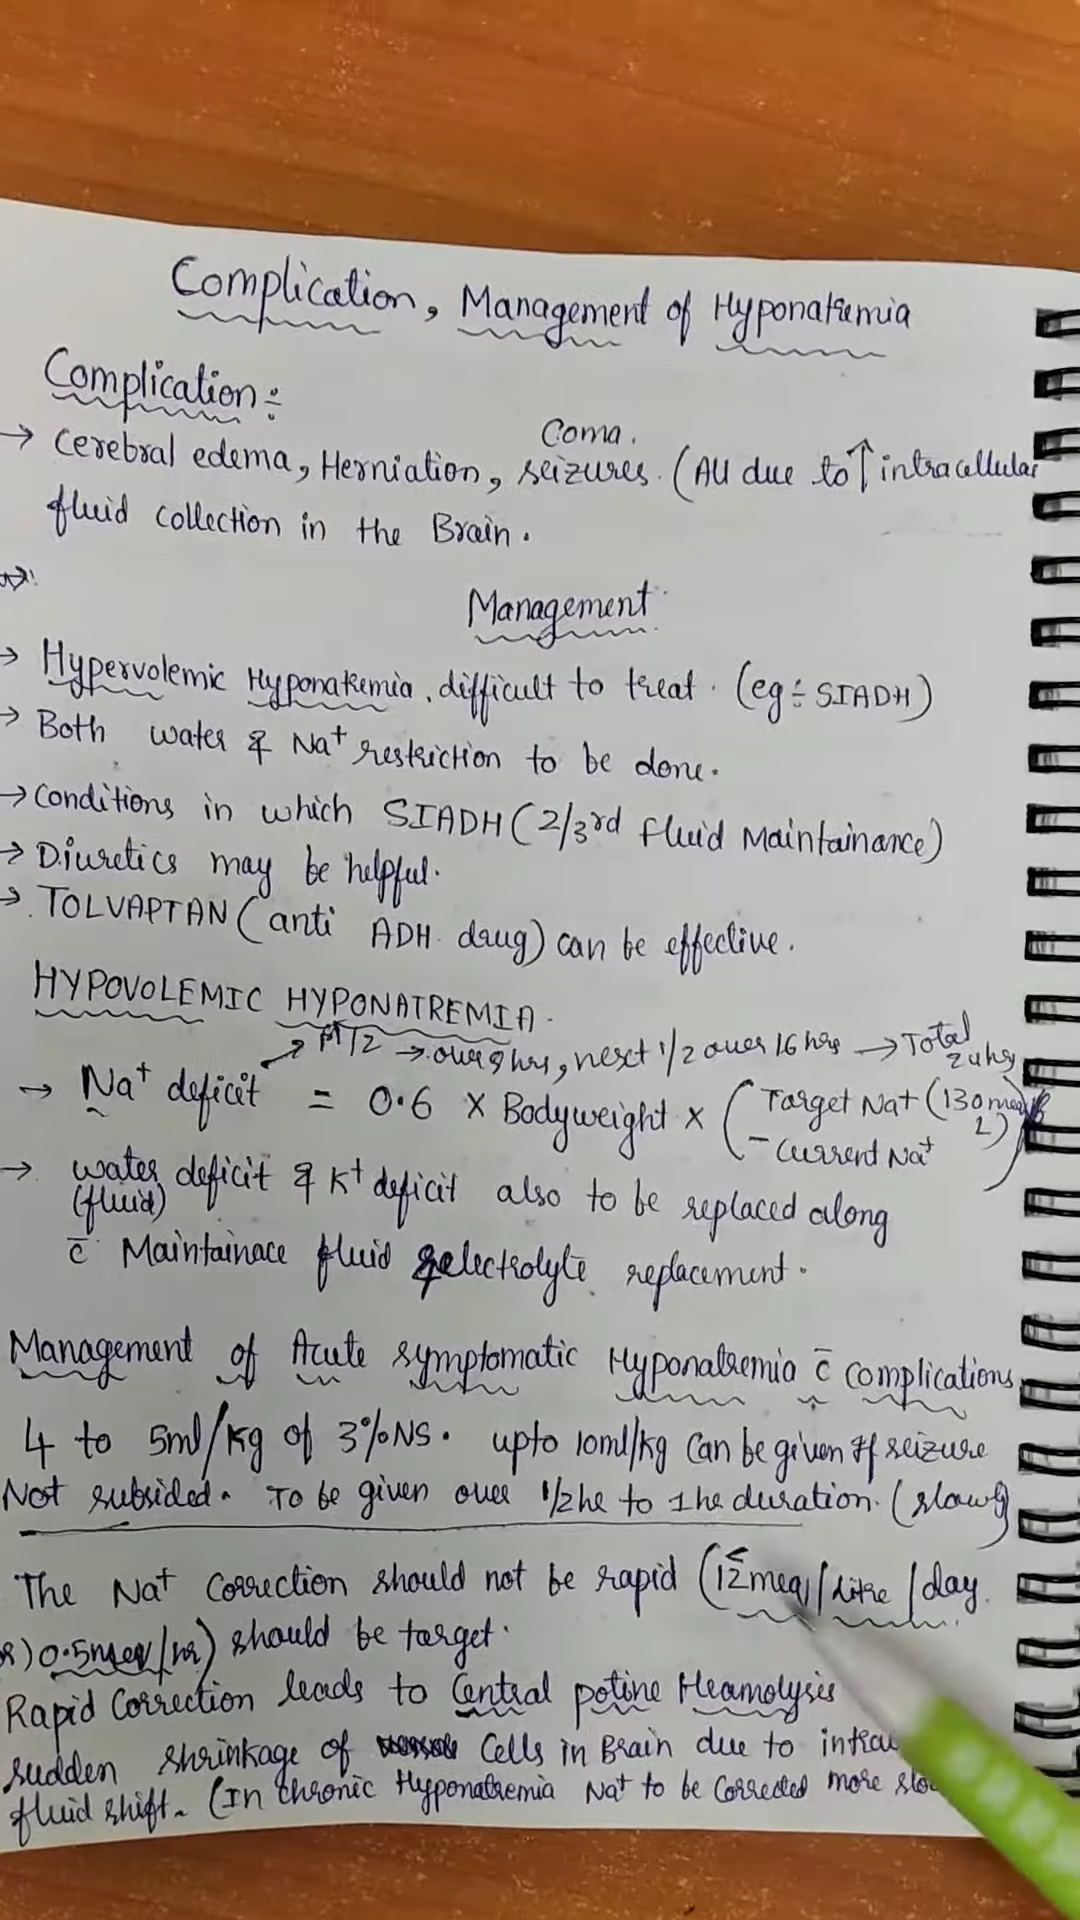 Complication, Management of Hyponatremia
Complication:
Coma.
→ Cerebral edema, Herniation, seizures. (All due to ↑ intracellular
fluid collection in the Brain.
Management
→ Hypervolemic Hyponatremia. difficult to treat. (eg: SIADH)
→ Both water & Na+ restriction to be done.
→ Conditions in which SIADH (2/3rd fluid Maintainance)
→ Diuretics may be helpful.
→ TOLVAPTAN (anti ADH drug) can be effective.
HYPOVOLEMIC HYPONATREMIA.
1/2 → over 8 hrs, next 1/2 over 16 hrs → Total
24 hrs
→ Na+ deficit = 0.6 x Bodyweight x (Target Na+ (130 meq/
L)
- Current Na+)
→ water deficit & K+ deficit also to be replaced along
(fluid)
c̄ Maintainace fluid & electrolyte replacement.
Management of Acute symptomatic Hyponatremia c̄ complications
4 to 5ml/kg of 3% NS. upto 10ml/kg can be given if seizure
Not subsided. To be given over 1/2 hr to 1 hr duration. (slowly)
The Na+ Correction should not be rapid (≤ 12 meq/litre/day
0.5meq/hr) should be target.
Rapid Correction leads to Central potine Heamolysis
sudden shrinkage of Cells in Brain due to
fluid shift. (In chronic Hyponatremia Na+ to be Corrected more